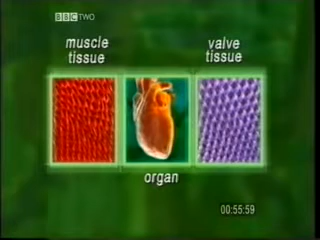 BBC TWO
muscle
tissue
valve
tissue
organ
00:55:59